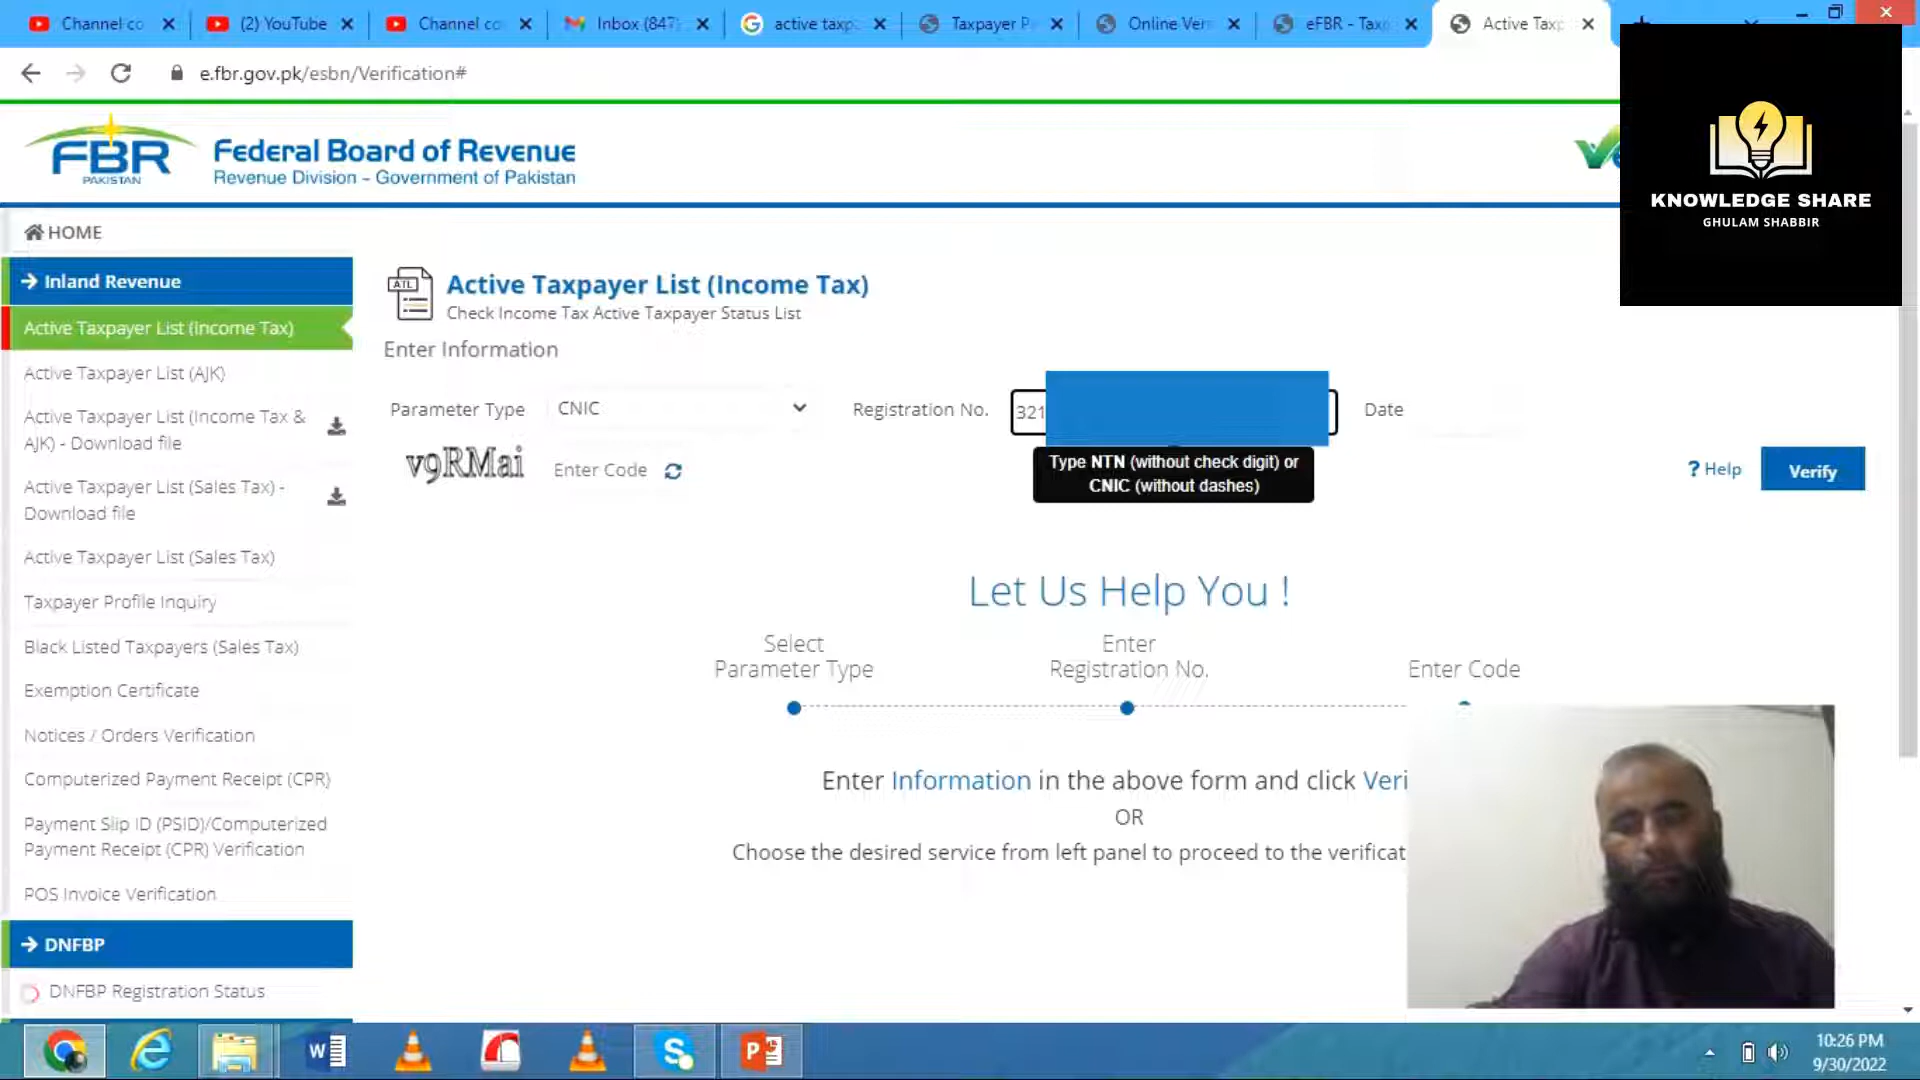 Channel co
(2) YouTube
Channel co
Inbox (847)
active taxp
Taxpayer P
Online Ver
eFBR - Taxp
Active Taxp
e.fbr.gov.pk/esbn/Verification#
FBR
PAKISTAN
Federal Board of Revenue
Revenue Division – Government of Pakistan
KNOWLEDGE SHARE
GHULAM SHABBIR
HOME
Inland Revenue
Active Taxpayer List (Income Tax)
Active Taxpayer List (AJK)
Active Taxpayer List (Income Tax &
AJK) - Download file
Active Taxpayer List (Sales Tax) -
Download file
Active Taxpayer List (Sales Tax)
Taxpayer Profile Inquiry
Black Listed Taxpayers (Sales Tax)
Exemption Certificate
Notices / Orders Verification
Computerized Payment Receipt (CPR)
Payment Slip ID (PSID)/Computerized
Payment Receipt (CPR) Verification
POS Invoice Verification
DNFBP
DNFBP Registration Status
ATL
Active Taxpayer List (Income Tax)
Check Income Tax Active Taxpayer Status List
Enter Information
Parameter Type CNIC Registration No. 321 Date
v9RMai Enter Code
Type NTN (without check digit) or
CNIC (without dashes)
? Help Verify
Let Us Help You !
Select
Parameter Type
Enter
Registration No.
Enter Code
Enter Information in the above form and click Veri
OR
Choose the desired service from left panel to proceed to the verificat
10:26 PM
9/30/2022